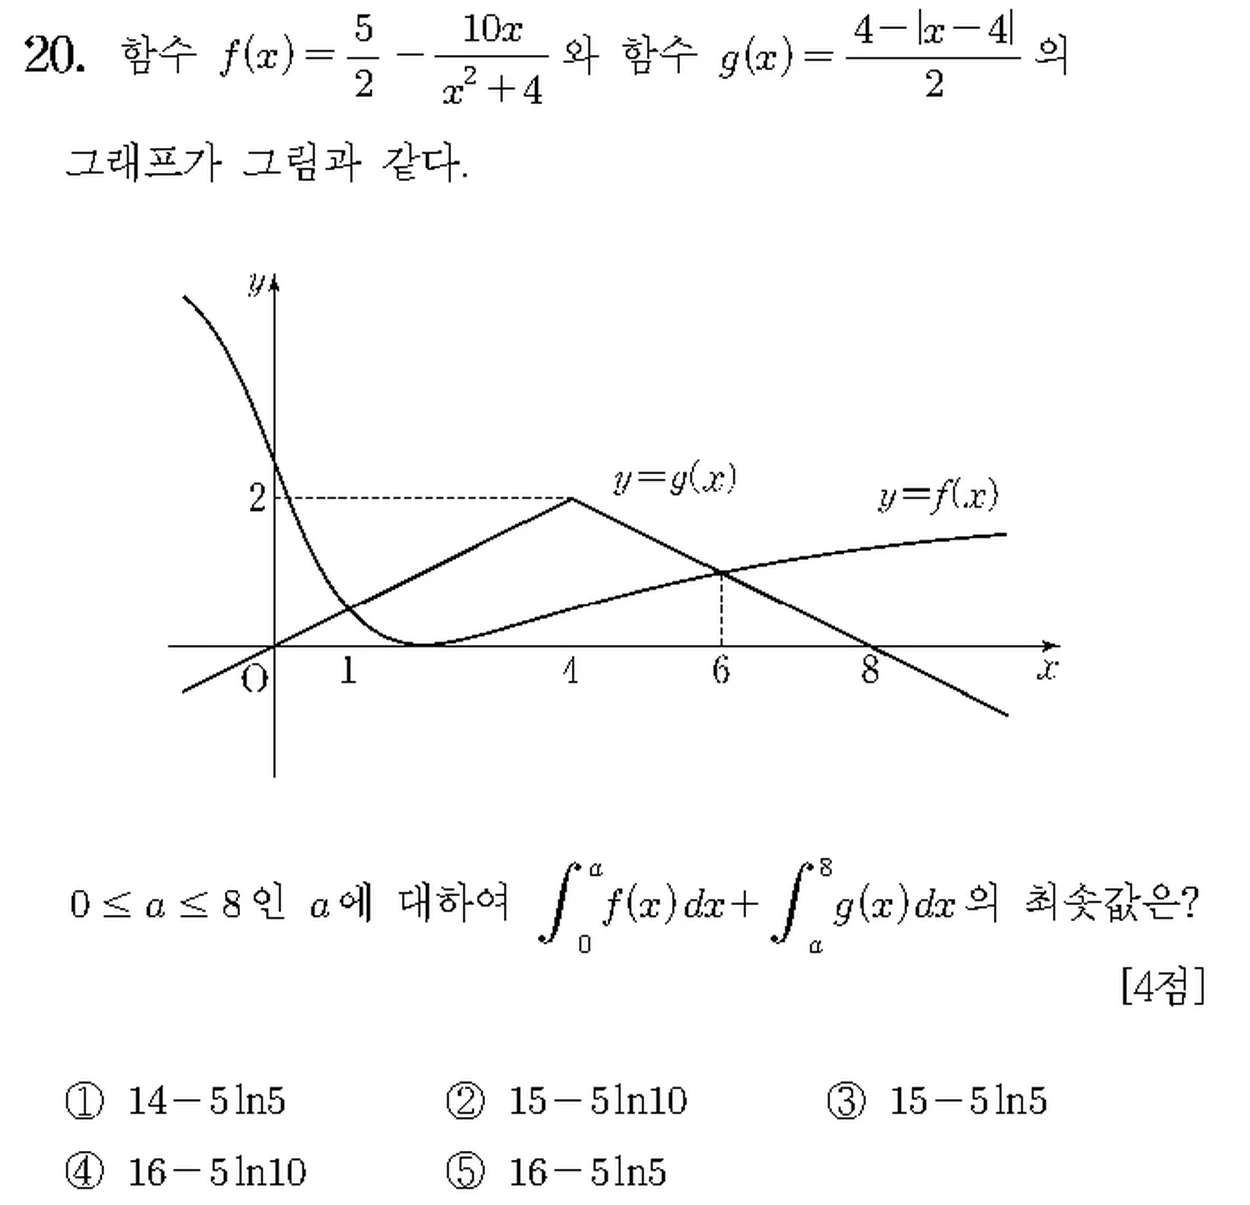 20. 함수 f(x)=5/2−10x/(x²+4)와 함수 g(x)=(4−|x−4|)/2의
그래프가 그림과 같다.
y
y=g(x)
2
y=f(x)
O 1 4 6 8 x
0≤a≤8인 a에 대하여 ∫₀ᵃ f(x)dx+∫ₐ⁸ g(x)dx의 최솟값은?
[4점]
① 14−5ln5 ② 15−5ln10 ③ 15−5ln5
④ 16−5ln10 ⑤ 16−5ln5